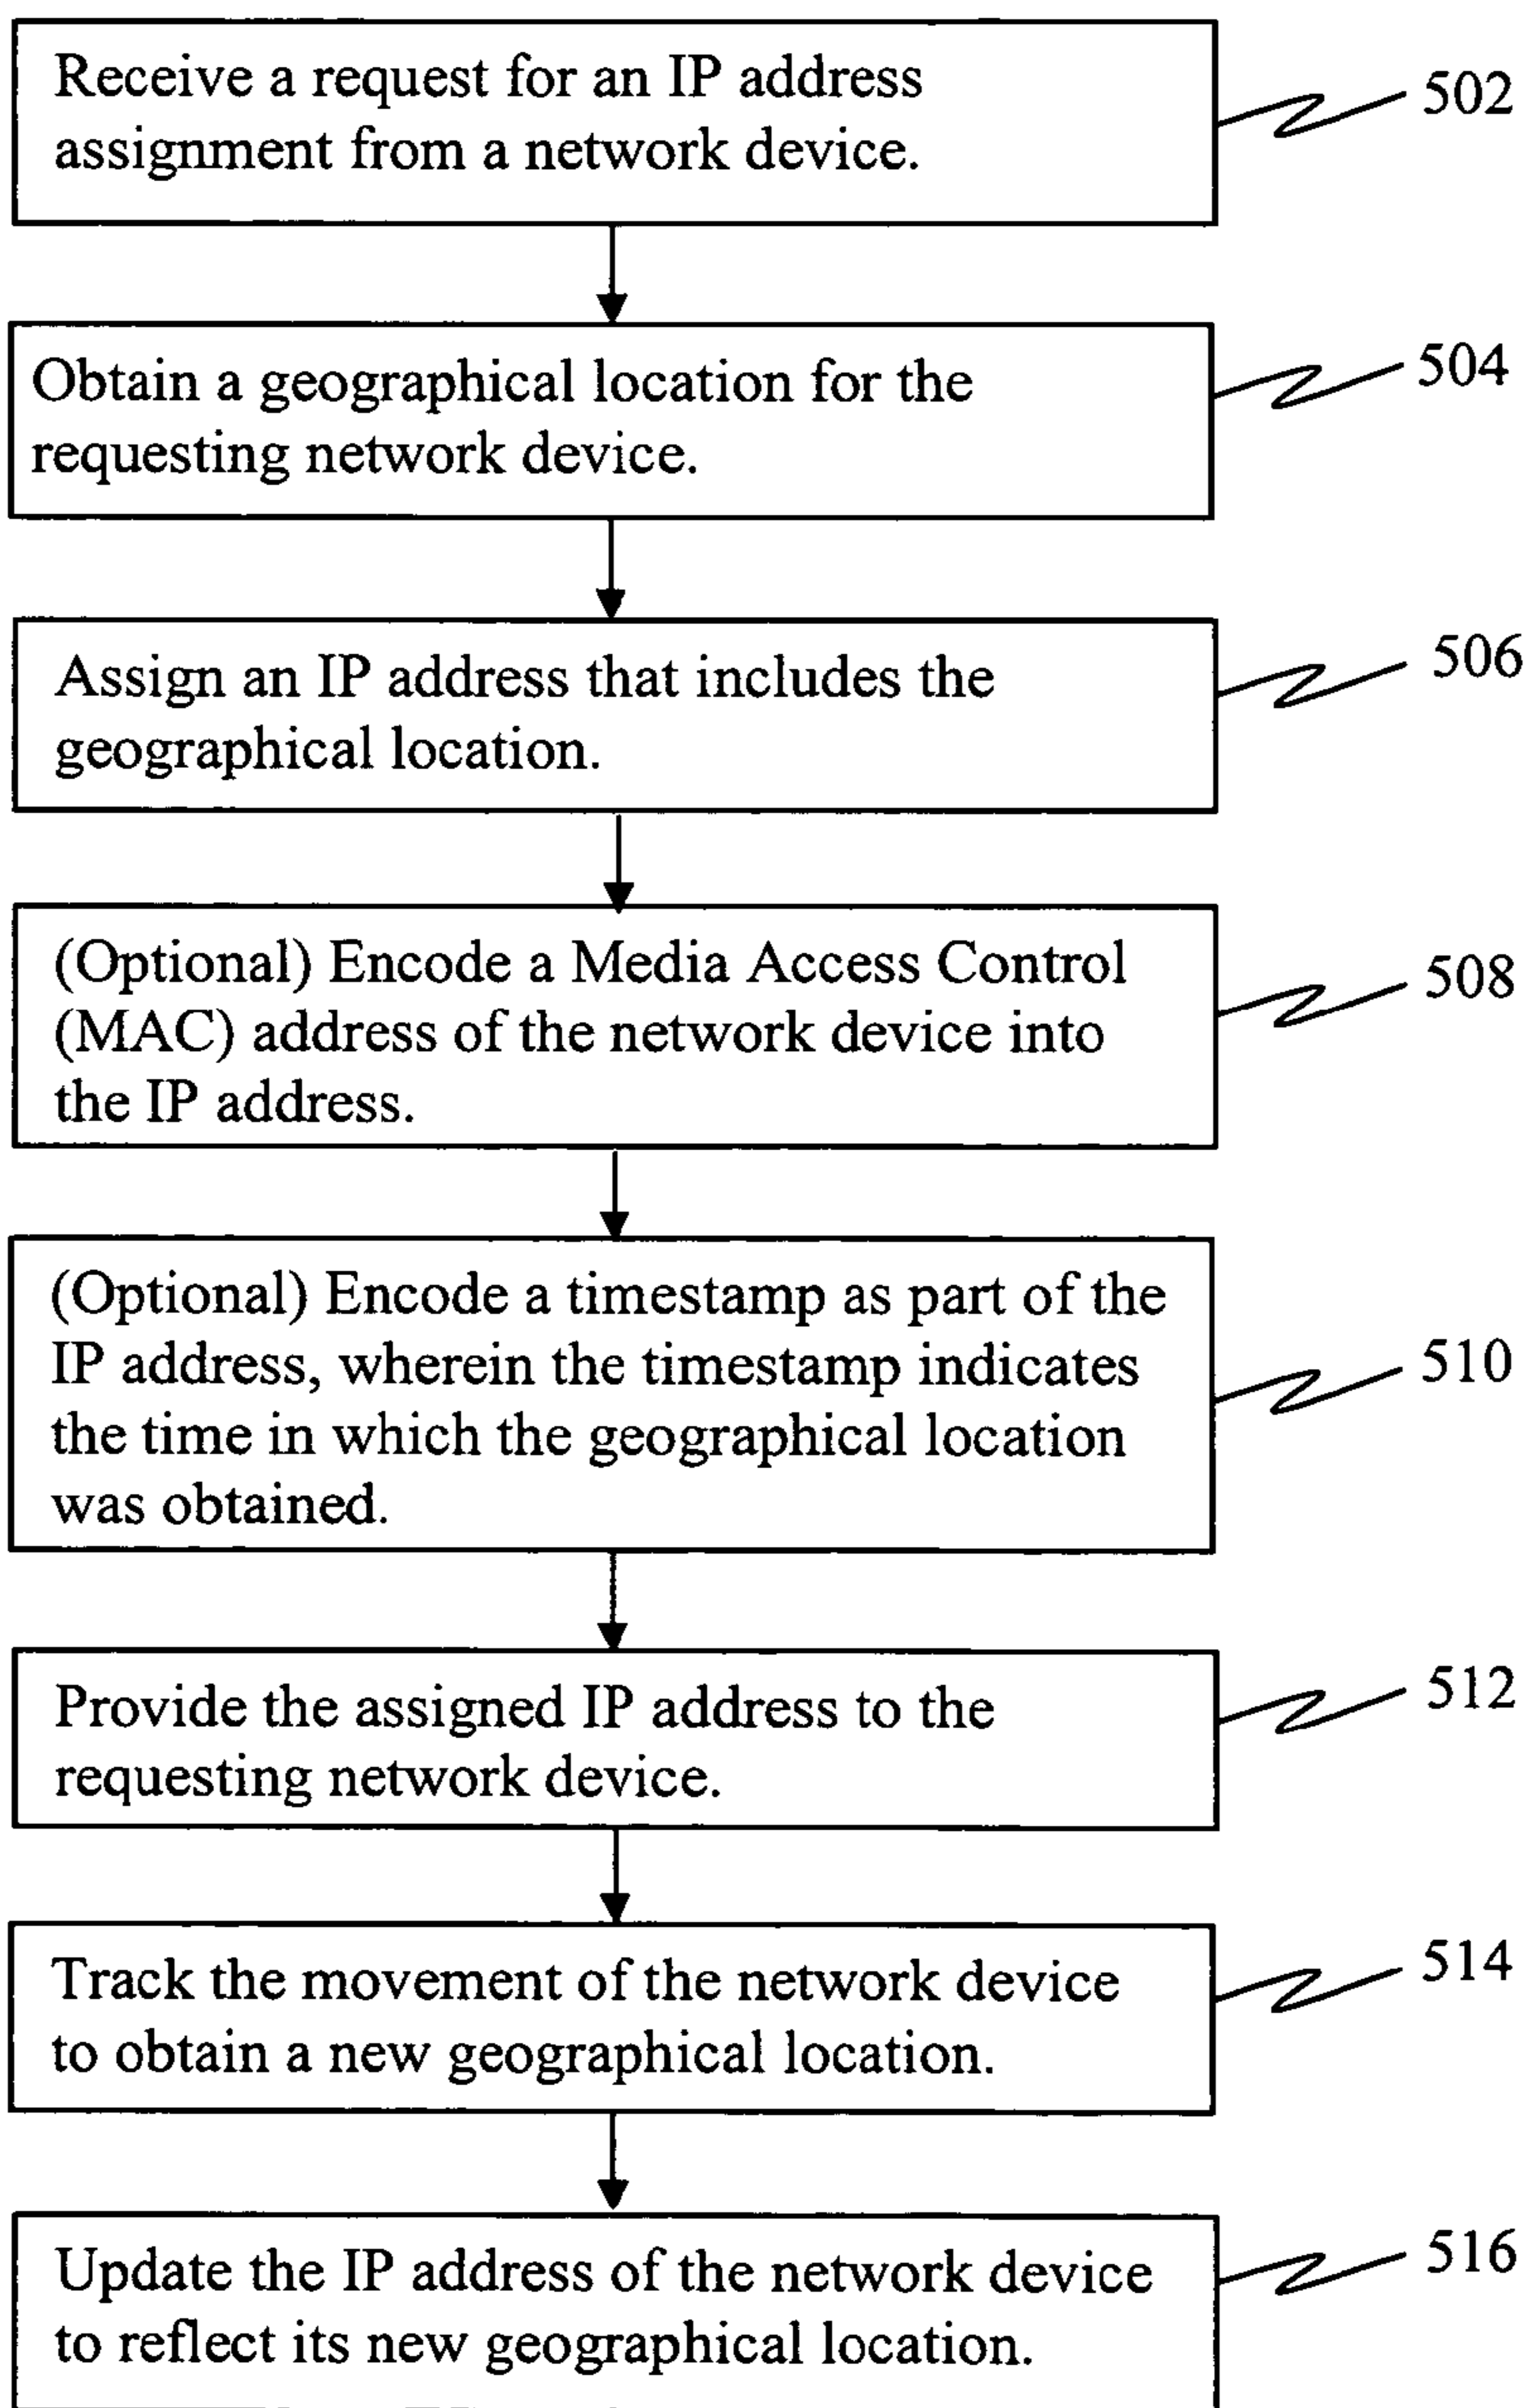 Receive a request for an IP address
assignment from a network device.
502
Obtain a geographical location for the
requesting network device.
504
Assign an IP address that includes the
geographical location.
506
(Optional) Encode a Media Access Control
(MAC) address of the network device into
the IP address.
508
(Optional) Encode a timestamp as part of the
IP address, wherein the timestamp indicates
the time in which the geographical location
was obtained.
510
Provide the assigned IP address to the
requesting network device.
512
Track the movement of the network device
to obtain a new geographical location.
514
Update the IP address of the network device
to reflect its new geographical location.
516